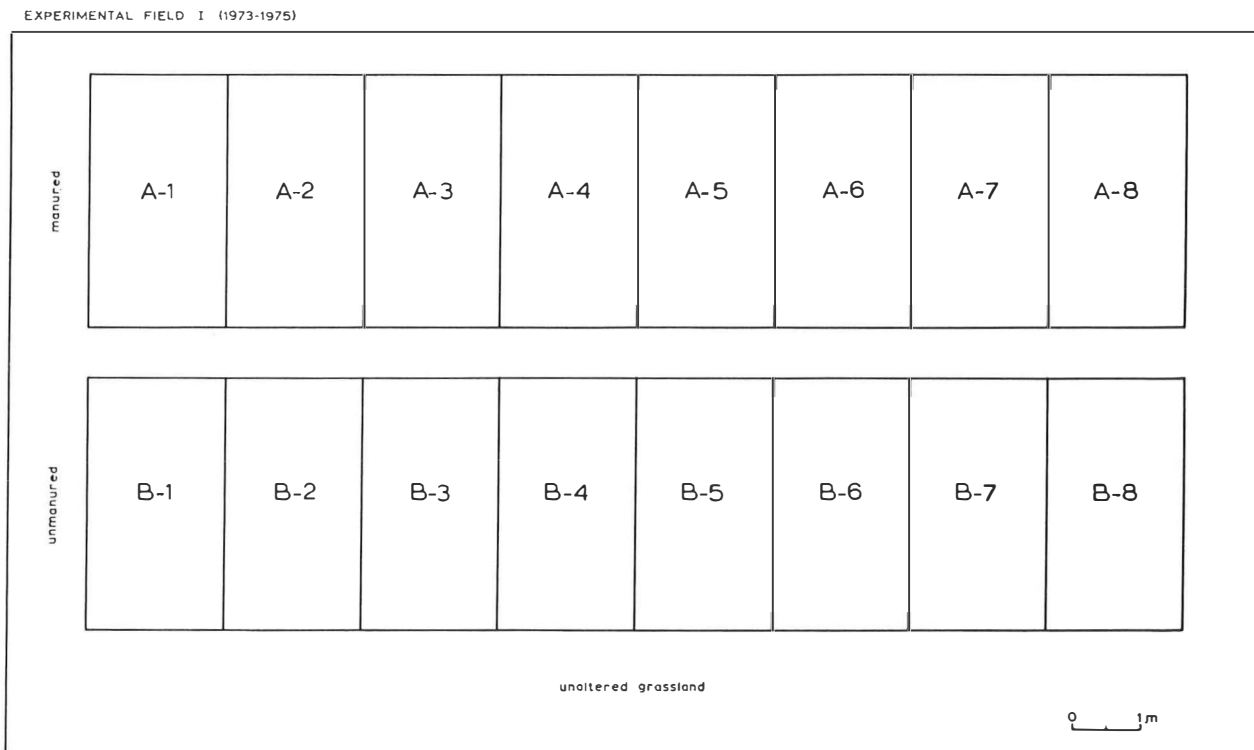 EXPERIMENTAL FIELD I (1973-1975)
manured
A-1 A-2 A-3 A-4 A-5 A-6 A-7 A-8
unmanured
B-1 B-2 B-3 B-4 B-5 B-6 B-7 B-8
unaltered grassland
0 1m